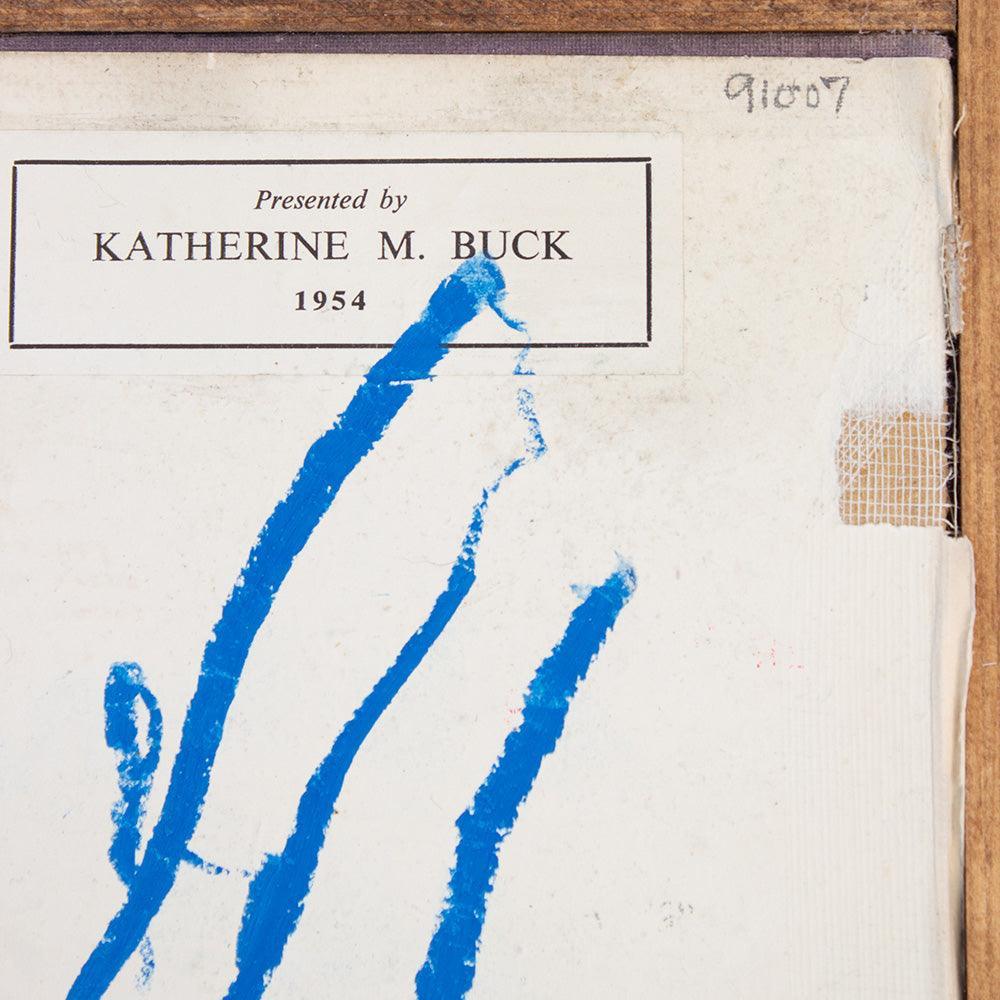 91007
Presented by
KATHERINE M. BUCK
1954